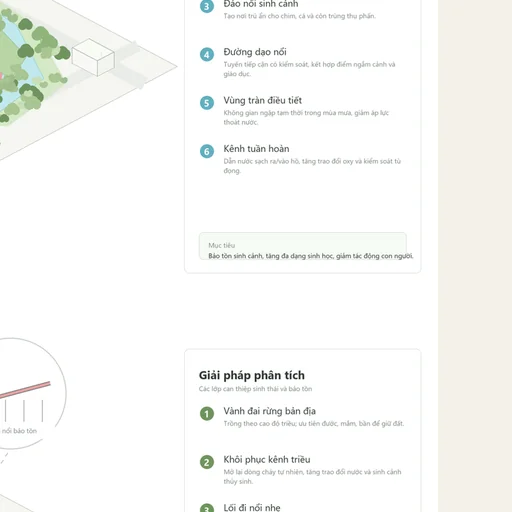 3
Đảo nổi sinh cảnh
Tạo nơi trú ẩn cho chim, cá và côn trùng thụ phấn.
4
Đường dạo nổi
Tuyến tiếp cận có kiểm soát, kết hợp điểm ngắm cảnh và
giáo dục.
5
Vùng tràn điều tiết
Không gian ngập tạm thời trong mùa mưa, giảm áp lực
thoát nước.
6
Kênh tuần hoàn
Dẫn nước sạch ra/vào hồ, tăng trao đổi oxy và kiểm soát tù
đọng.
Mục tiêu
Bảo tồn sinh cảnh, tăng đa dạng sinh học, giảm tác động con người.
nổi bảo tồn
Giải pháp phân tích
Các lớp can thiệp sinh thái và bảo tồn
1
Vành đai rừng bản địa
Trồng theo cao độ triều; ưu tiên đước, mắm, bần để giữ đất.
2
Khôi phục kênh triều
Mở lại dòng chảy tự nhiên, tăng trao đổi nước và sinh cảnh
thủy sinh.
3
Lối đi nổi nhẹ